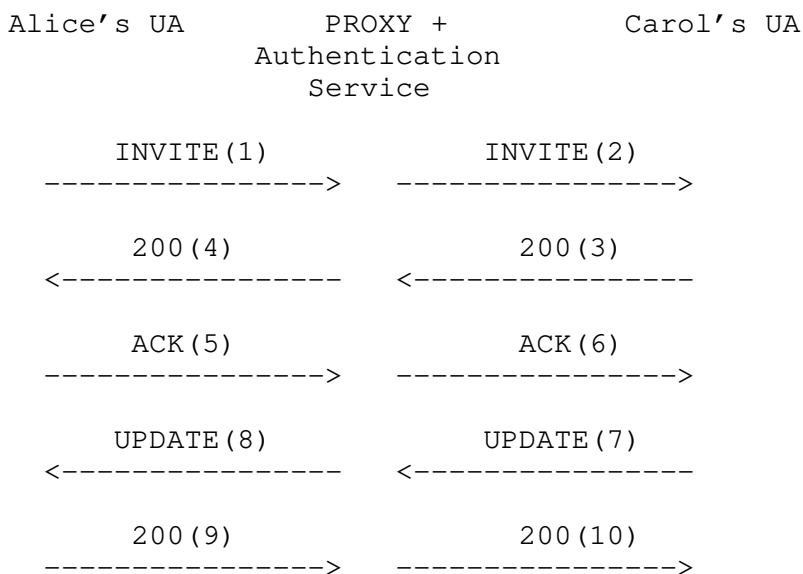 Alice's UA PROXY + Carol's UA
Authentication
Service
INVITE(1) INVITE(2)
----------------> ---------------->
200(4) 200(3)
<---------------- <----------------
ACK(5) ACK(6)
----------------> ---------------->
UPDATE(8) UPDATE(7)
<---------------- <----------------
200(9) 200(10)
----------------> ---------------->